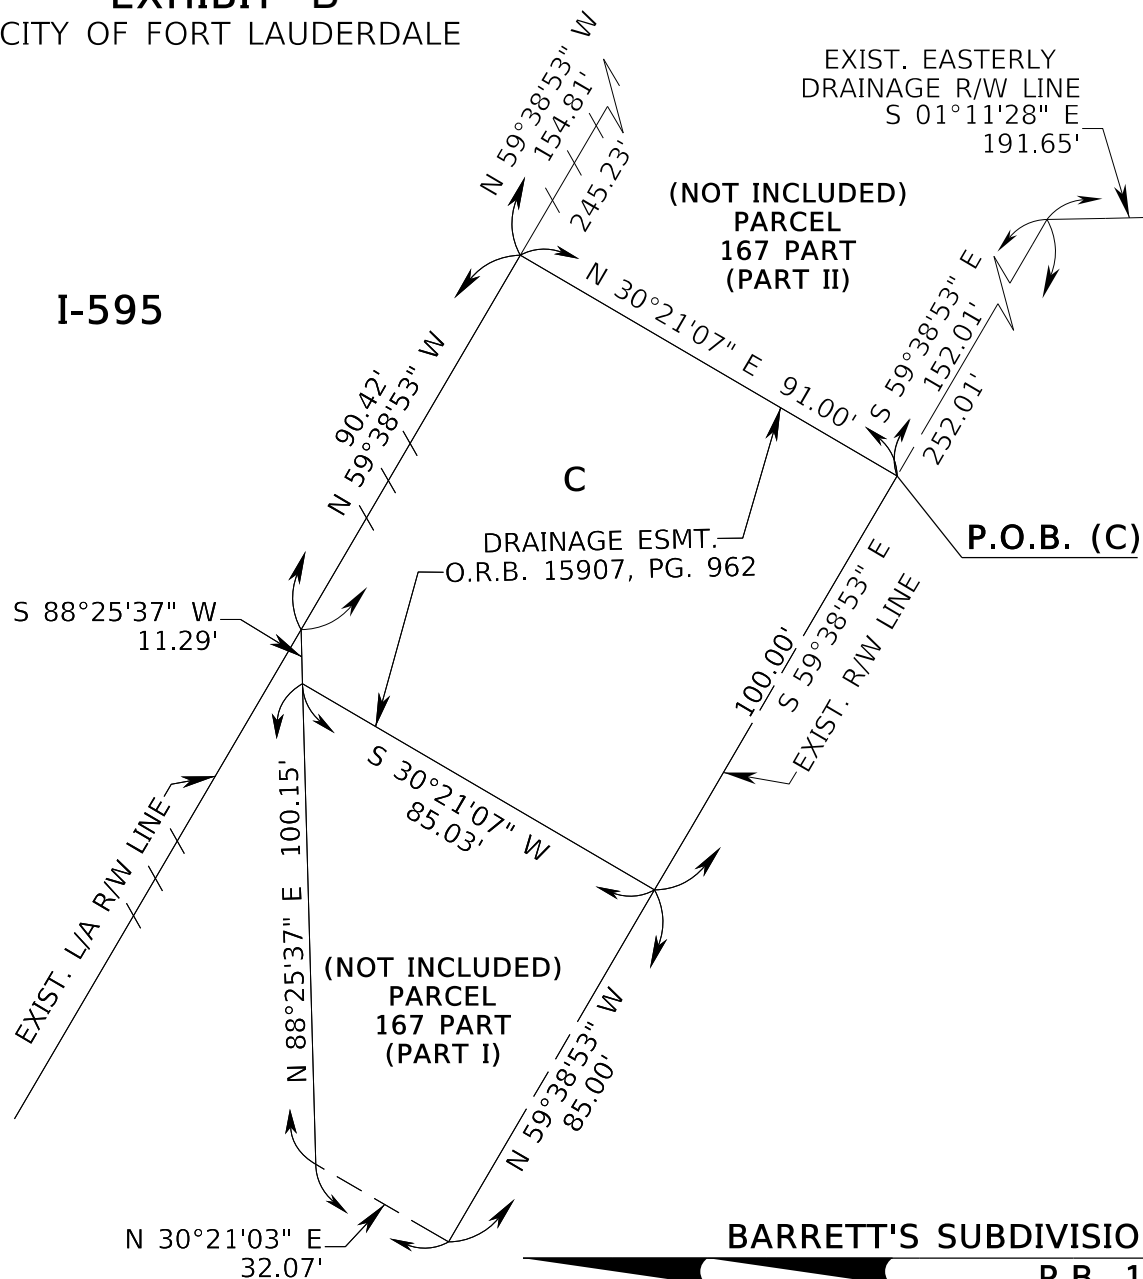 CITY OF FORT LAUDERDALE
N 59°38'53" W
154.81'
245.23'
EXIST. EASTERLY
DRAINAGE R/W LINE
S 01°11'28" E
191.65'
(NOT INCLUDED)
PARCEL
167 PART
(PART II)
I-595
N 30°21'07" E 91.00'
S 59°38'53" E
152.01'
252.01'
90.42'
N 59°38'53" W
C
DRAINAGE ESMT.
O.R.B. 15907, PG. 962
P.O.B. (C)
S 88°25'37" W
11.29'
100.00'
S 59°38'53" E
EXIST. R/W LINE
S 30°21'07" W
85.03'
N 88°25'37" E 100.15'
EXIST. L/A R/W LINE
(NOT INCLUDED)
PARCEL
167 PART
(PART I)
N 59°38'53" W
85.00'
N 30°21'03" E
32.07'
BARRETT'S SUBDIVISIO